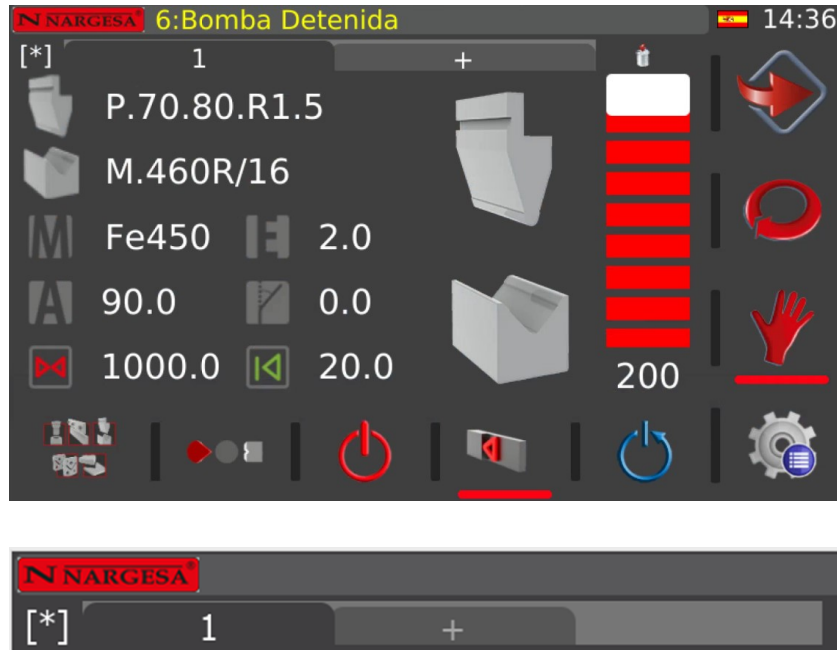 NARGESA® 6:Bomba Detenida 14:36
[*] 1 +
P.70.80.R1.5
M.460R/16
M Fe450 E 2.0
A 90.0 0.0
1000.0 20.0 200
NARGESA®
[*] 1 +